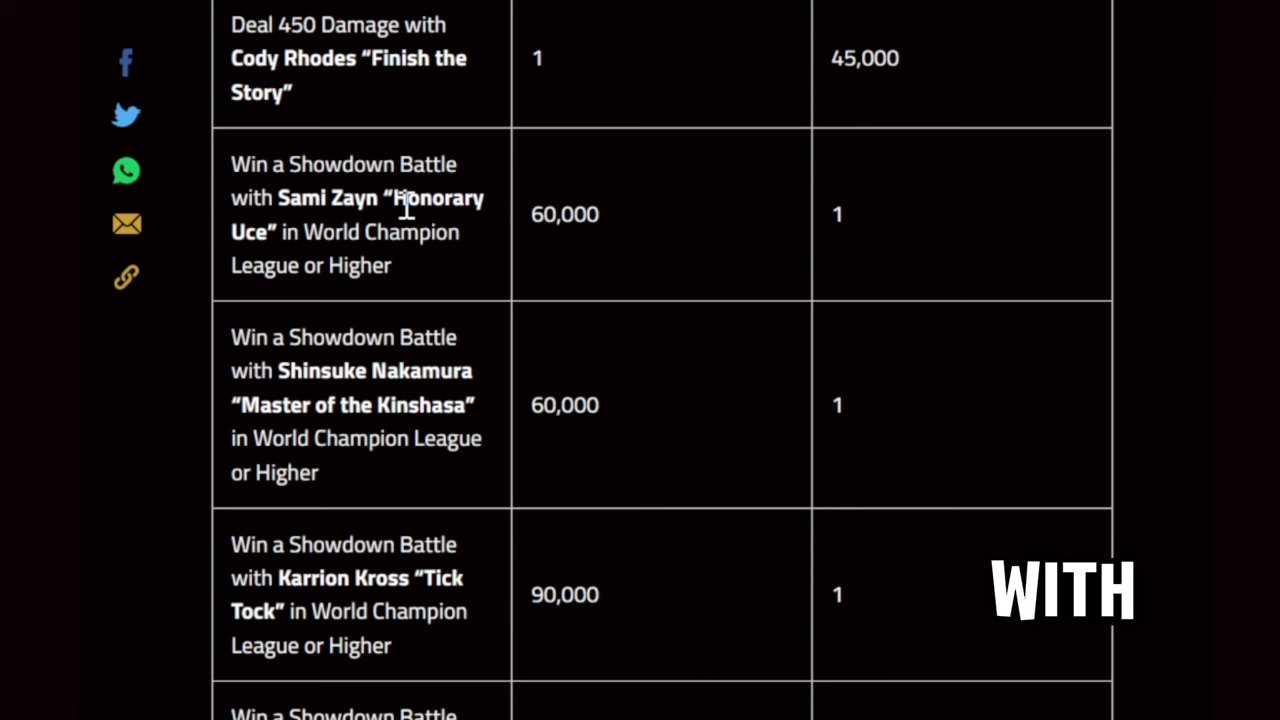 Deal 450 Damage with
Cody Rhodes “Finish the
Story”
1
45,000
Win a Showdown Battle
with Sami Zayn “Honorary
Uce” in World Champion
League or Higher
60,000
1
Win a Showdown Battle
with Shinsuke Nakamura
“Master of the Kinshasa”
in World Champion League
or Higher
60,000
1
Win a Showdown Battle
with Karrion Kross “Tick
Tock” in World Champion
League or Higher
90,000
1
WITH
Win a Showdown Battle